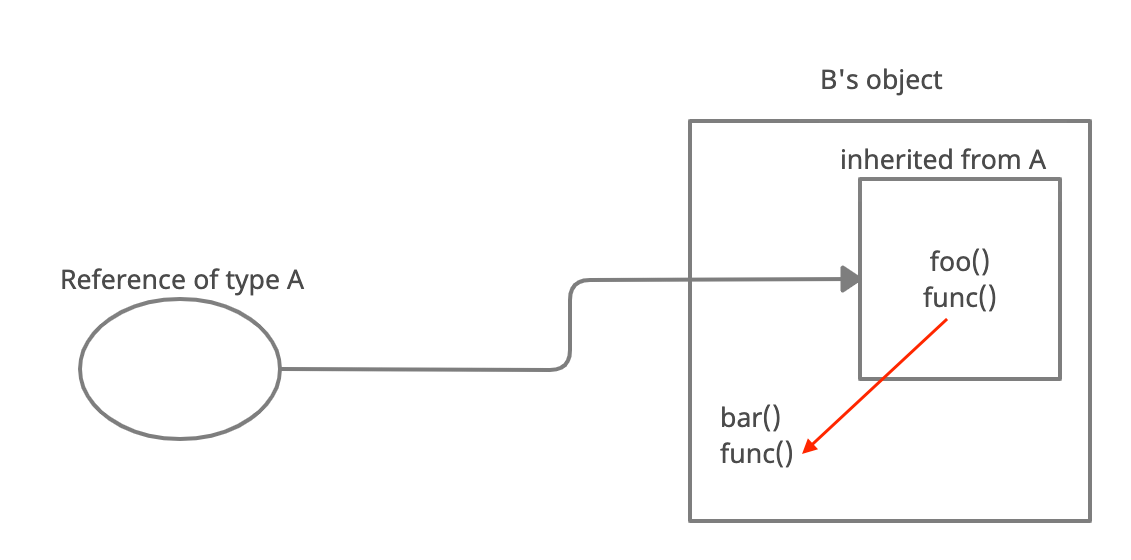 B's object
inherited from A
foo()
func()
Reference of type A
bar()
func()